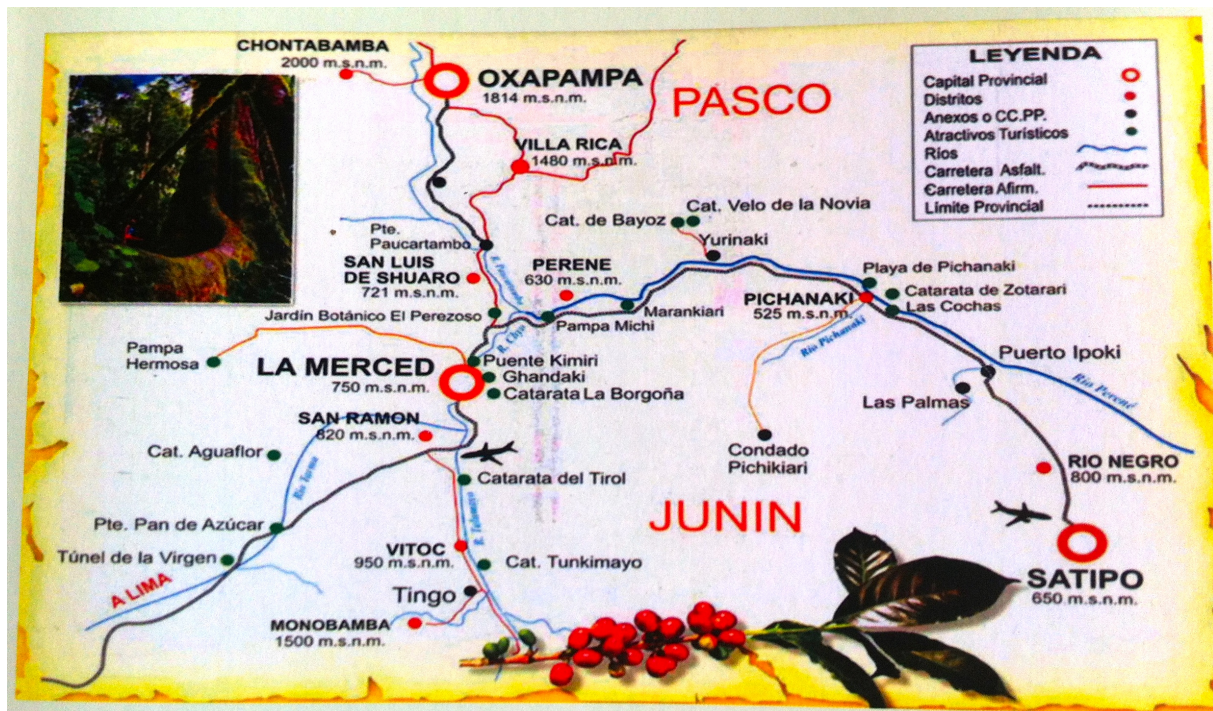 CHONTABAMBA
2000 m.s.n.m.
OXAPAMPA
1814 m.s.n.m.
PASCO
LEYENDA
Capital Provincial
Distritos
Anexos o CC.PP.
Atractivos Turísticos
Ríos
Carretera Asfalt.
Carretera Afirm.
Límite Provincial
VILLA RICA
1480 m.s.n.m.
Cat. de Bayoz
Cat. Velo de la Novia
Yurinaki
Pte.
Paucartambo
R. Paucartambo
SAN LUIS
DE SHUARO
721 m.s.n.m.
PERENE
630 m.s.n.m.
Playa de Pichanaki
PICHANAKI
525 m.s.n.m.
Catarata de Zotarari
Las Cochas
Jardín Botánico El Perezoso
Pampa Michi
Marankiari
Río Pichanaki
Pampa
Hermosa
LA MERCED
750 m.s.n.m.
Puente Kimiri
Ghandaki
Catarata La Borgoña
Puerto Ipoki
Las Palmas
Río Perené
SAN RAMON
820 m.s.n.m.
Cat. Aguaflor
Río Tarma
Catarata del Tirol
Condado
Pichikiari
RIO NEGRO
800 m.s.n.m.
JUNIN
Pte. Pan de Azúcar
Túnel de la Virgen
A LIMA
VITOC
950 m.s.n.m.
Cat. Tunkimayo
Tingo
MONOBAMBA
1500 m.s.n.m.
SATIPO
650 m.s.n.m.